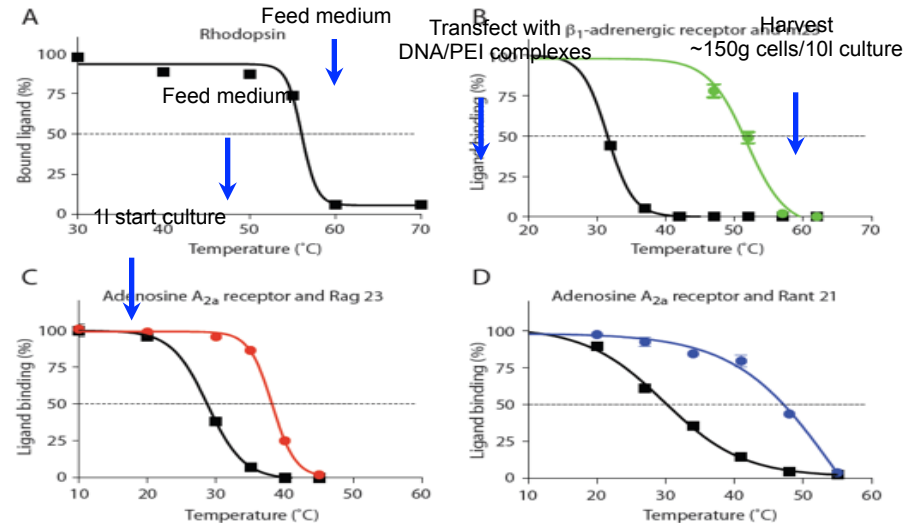 A
Rhodopsin
Feed medium
Bound ligand (%)
100
75
50
25
0
Feed medium
1l start culture
30 40 50 60 70
Temperature (˚C)
B
β₁-adrenergic receptor and m23
Transfect with
DNA/PEI complexes
Harvest
~150g cells/10l culture
Ligand binding (%)
75
50
25
0
20 30 40 50 60 70
Temperature (˚C)
C
Adenosine A₂ₐ receptor and Rag 23
Ligand binding (%)
100
75
50
25
0
10 20 30 40 50 60
Temperature (˚C)
D
Adenosine A₂ₐ receptor and Rant 21
Ligand binding (%)
100
75
50
25
0
10 20 30 40 50 60
Temperature (˚C)